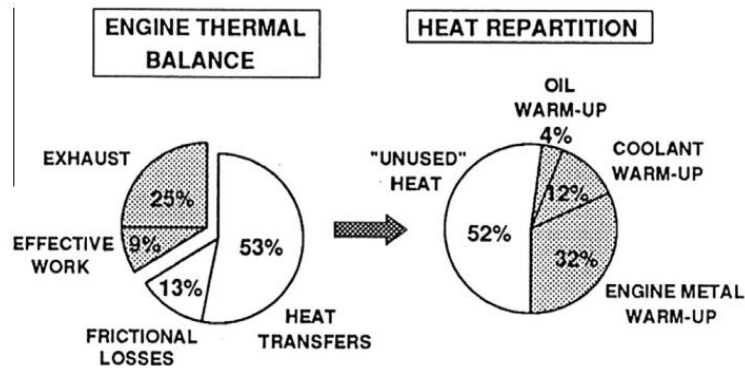 ENGINE THERMAL
BALANCE
HEAT REPARTITION
EXHAUST
25%
EFFECTIVE
WORK
9%
13%
53%
FRICTIONAL
LOSSES
HEAT
TRANSFERS
OIL
WARM-UP
4%
"UNUSED"
HEAT
COOLANT
WARM-UP
12%
52%
32%
ENGINE METAL
WARM-UP